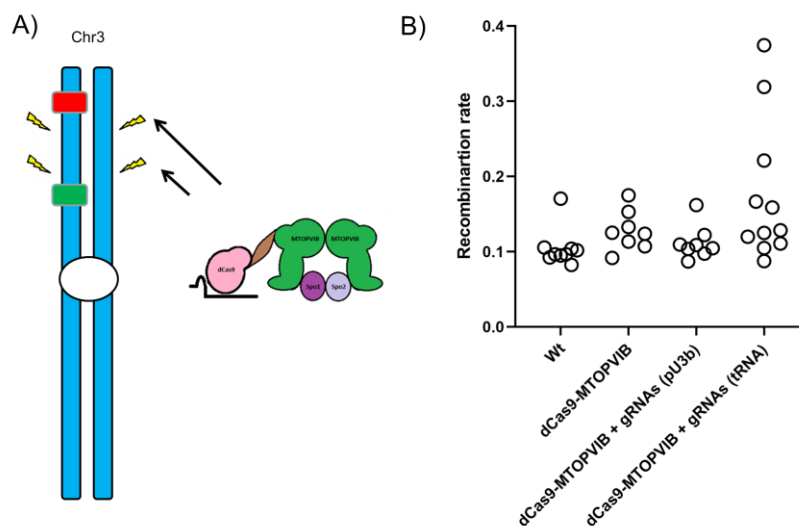 A)
Chr3
dCas9
MTOPVIB
MTOPVIB
Spo1
Spo2
B)
Recombinartion rate
0.4
0.3
0.2
0.1
0.0
Wt
dCas9-MTOPVIB
dCas9-MTOPVIB + gRNAs (pU3b)
dCas9-MTOPVIB + gRNAs (tRNA)